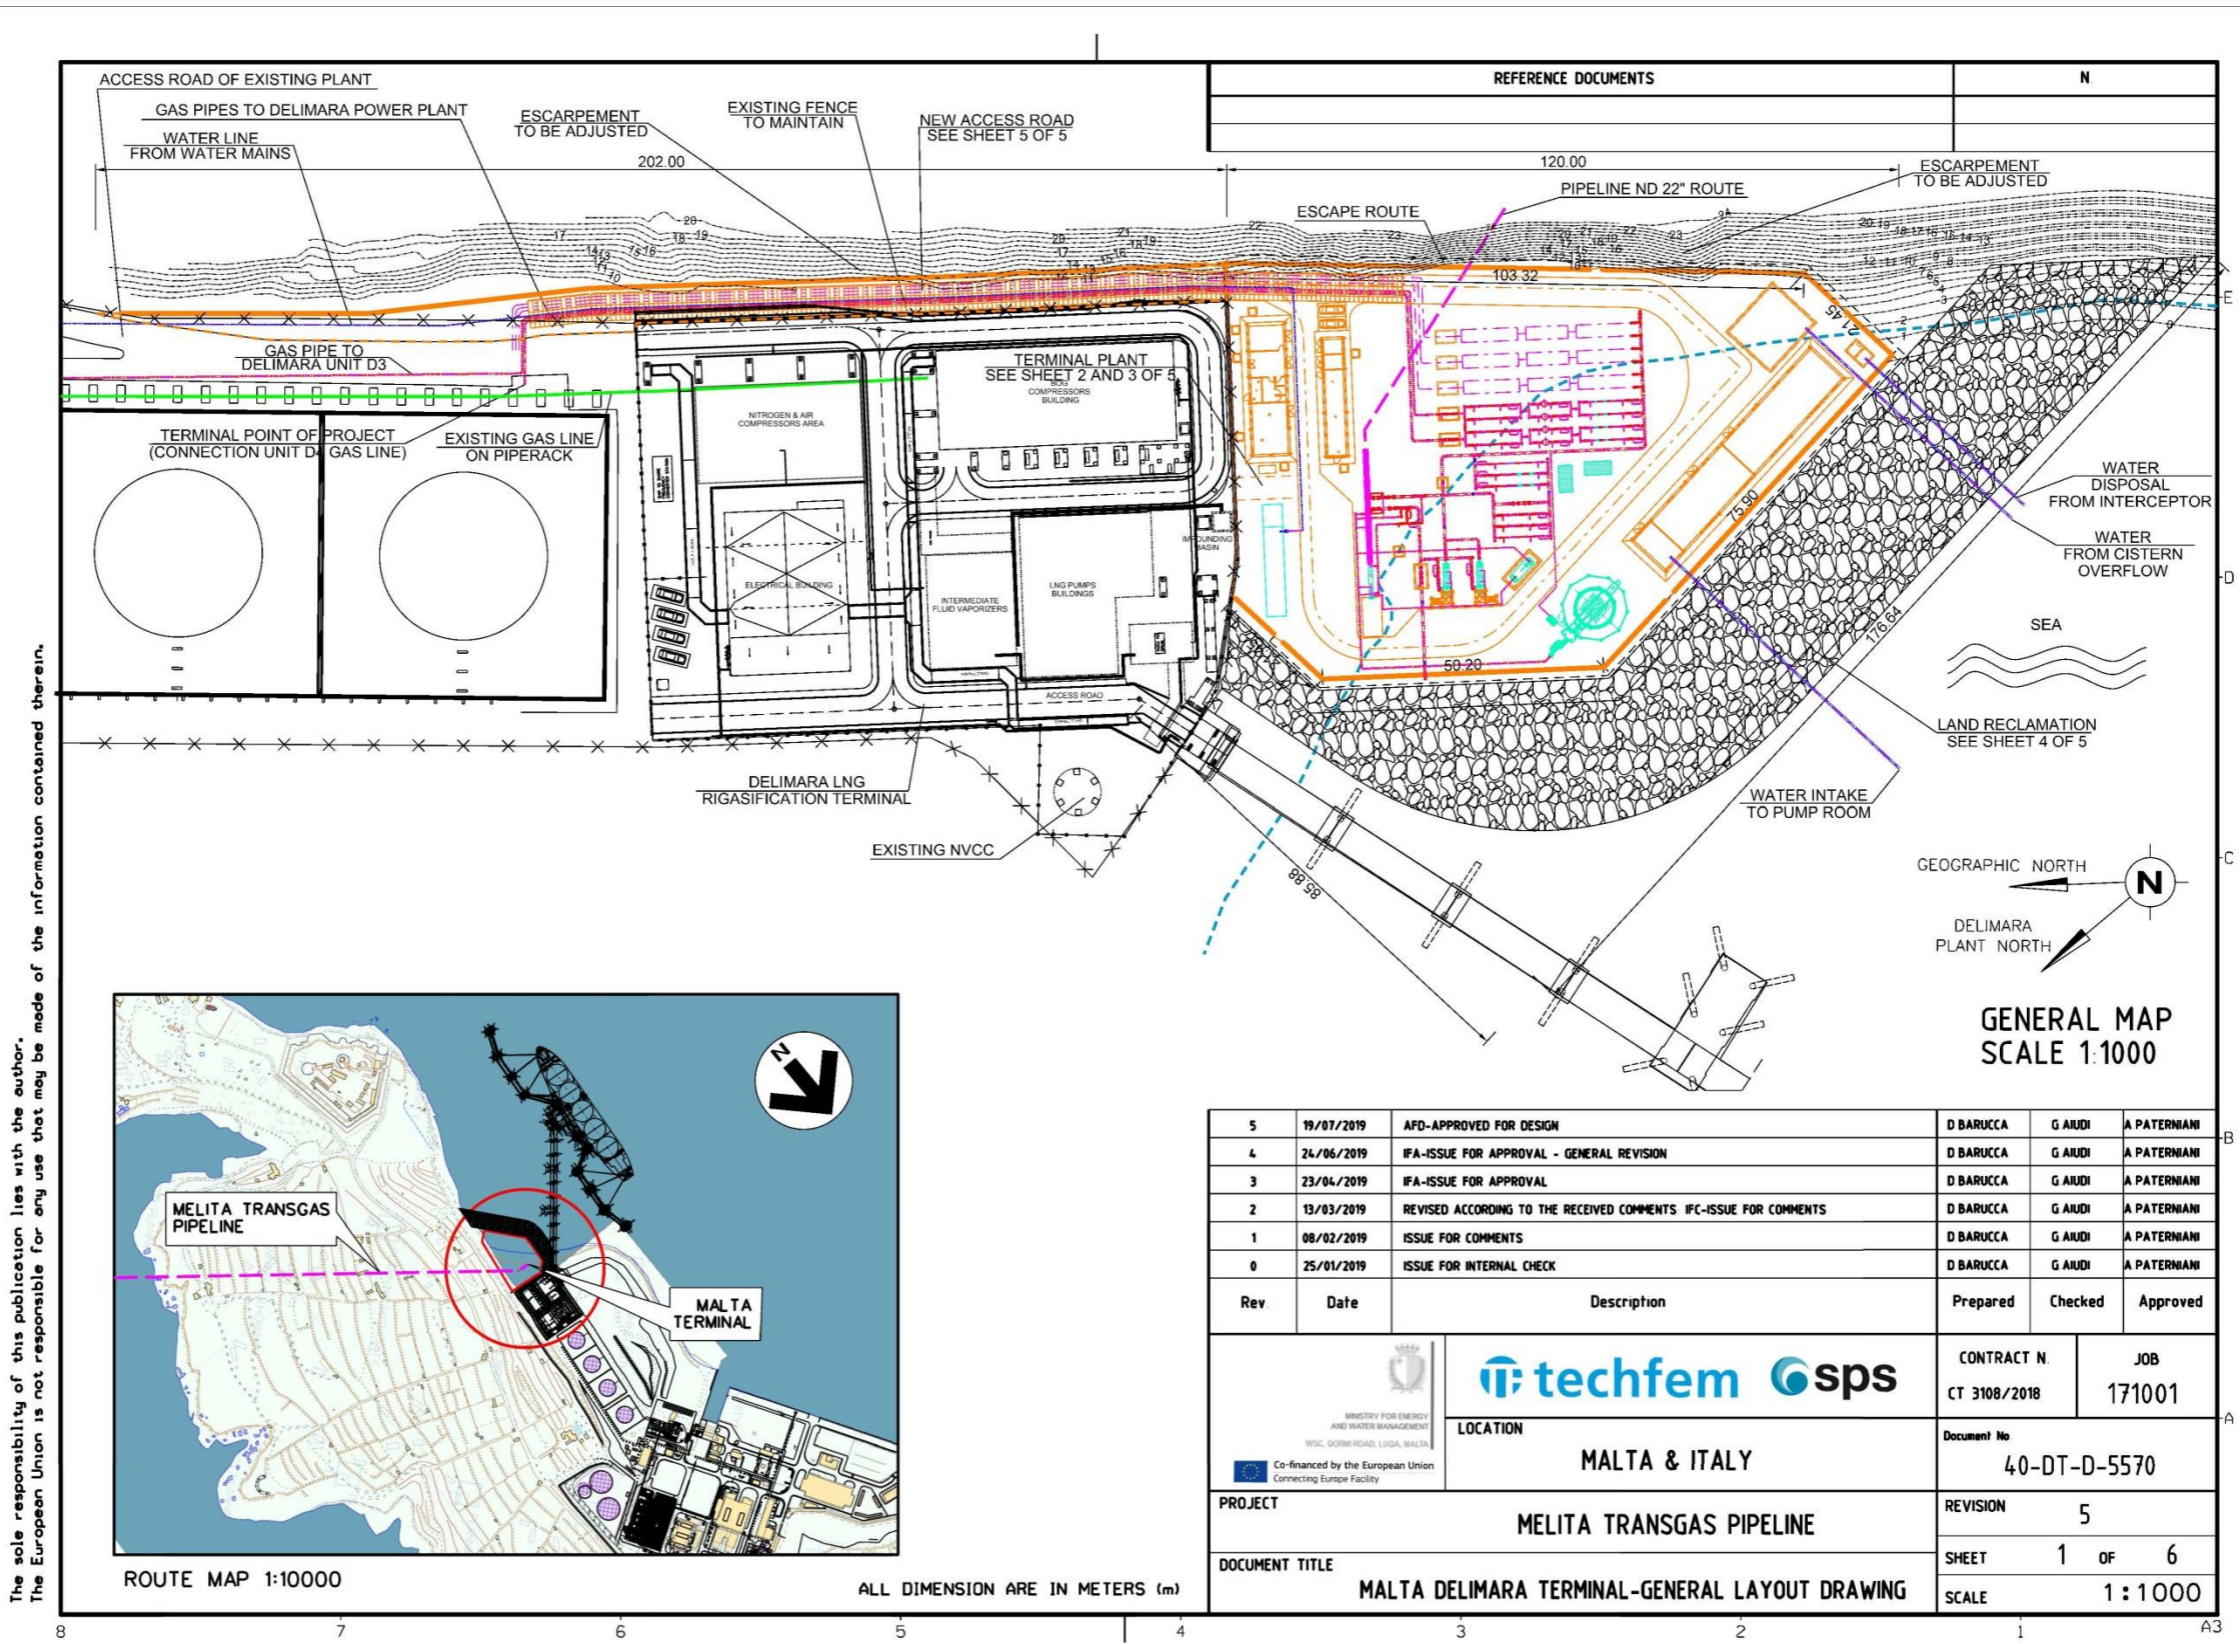 REFERENCE DOCUMENTS
N.
ACCESS ROAD OF EXISTING PLANT
GAS PIPES TO DELIMARA POWER PLANT
WATER LINE
FROM WATER MAINS
ESCARPEMENT
TO BE ADJUSTED
EXISTING FENCE
TO MAINTAIN
NEW ACCESS ROAD
SEE SHEET 5 OF 5
202.00
120.00
ESCARPEMENT
TO BE ADJUSTED
PIPELINE ND 22" ROUTE
ESCAPE ROUTE
103.32
21.45
GAS PIPE TO
DELIMARA UNIT D3
TERMINAL PLANT
SEE SHEET 2 AND 3 OF 5
BOG
COMPRESSORS
BUILDING
NITROGEN & AIR
COMPRESSORS AREA
TERMINAL POINT OF PROJECT
(CONNECTION UNIT D4 GAS LINE)
EXISTING GAS LINE
ON PIPERACK
WATER
DISPOSAL
FROM INTERCEPTOR
75.90
WATER
FROM CISTERN
OVERFLOW
IMPOUNDING
BASIN
ELECTRICAL BUILDING
INTERMEDIATE
FLUID VAPORIZERS
LNG PUMPS
BUILDINGS
176.64
SEA
50.20
ACCESS ROAD
LAND RECLAMATION
SEE SHEET 4 OF 5
DELIMARA LNG
RIGASIFICATION TERMINAL
WATER INTAKE
TO PUMP ROOM
EXISTING NVCC
85.88
GEOGRAPHIC NORTH
N
DELIMARA
PLANT NORTH
GENERAL MAP
SCALE 1:1000
N
MELITA TRANSGAS
PIPELINE
MALTA
TERMINAL
ROUTE MAP 1:10000
ALL DIMENSION ARE IN METERS (m)
The sole responsibility of this publication lies with the author.
The European Union is not responsible for any use that may be made of the information contained therein.
5 19/07/2019 AFD-APPROVED FOR DESIGN D BARUCCA G AIUDI A PATERNIANI
4 24/06/2019 IFA-ISSUE FOR APPROVAL - GENERAL REVISION D BARUCCA G AIUDI A PATERNIANI
3 23/04/2019 IFA-ISSUE FOR APPROVAL D BARUCCA G AIUDI A PATERNIANI
2 13/03/2019 REVISED ACCORDING TO THE RECEIVED COMMENTS IFC-ISSUE FOR COMMENTS D BARUCCA G AIUDI A PATERNIANI
1 08/02/2019 ISSUE FOR COMMENTS D BARUCCA G AIUDI A PATERNIANI
0 25/01/2019 ISSUE FOR INTERNAL CHECK D BARUCCA G AIUDI A PATERNIANI
Rev. Date Description Prepared Checked Approved
MINISTRY FOR ENERGY
AND WATER MANAGEMENT
WSC, QORMI ROAD, LUQA, MALTA
Co-financed by the European Union
Connecting Europe Facility
techfem sps
CONTRACT N.
CT 3108/2018
JOB
171001
LOCATION
MALTA & ITALY
Document No
40-DT-D-5570
PROJECT
MELITA TRANSGAS PIPELINE
REVISION 5
DOCUMENT TITLE
MALTA DELIMARA TERMINAL-GENERAL LAYOUT DRAWING
SHEET 1 OF 6
SCALE 1:1000
E
D
C
B
A
8 7 6 5 4 3 2 1 A3